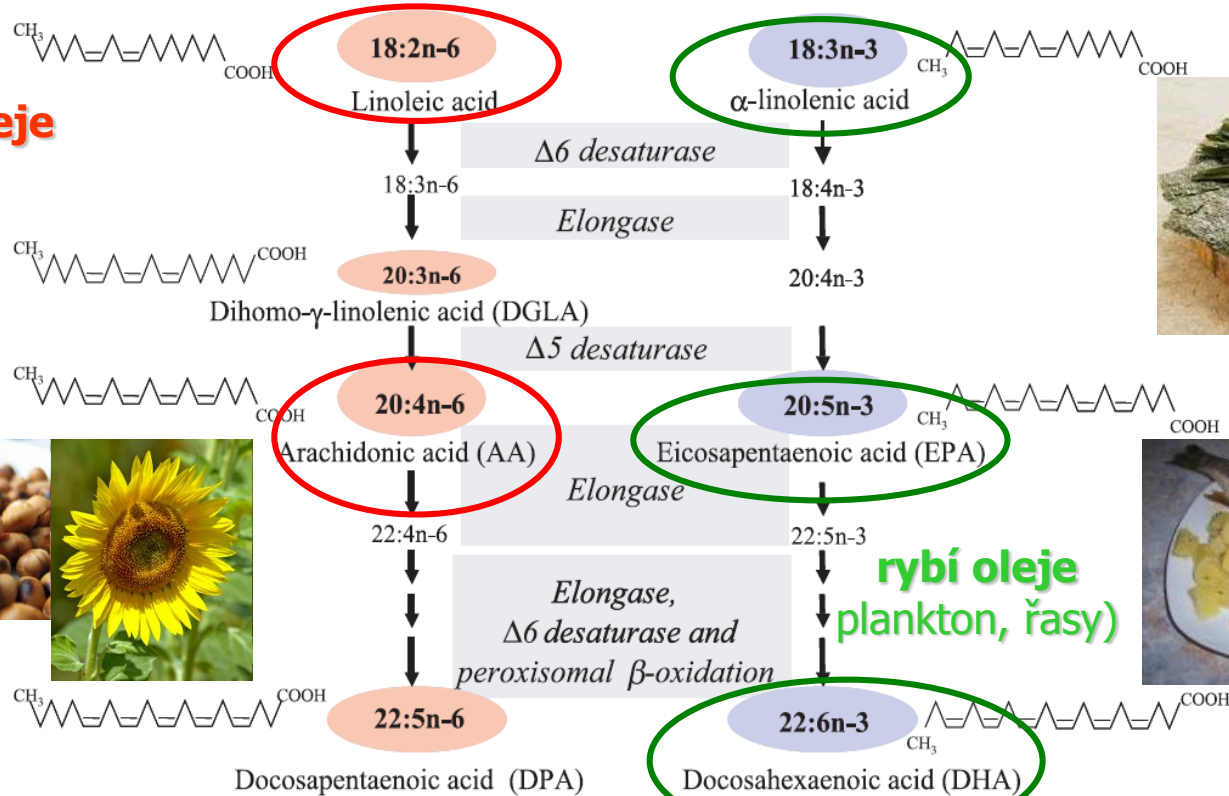 CH₃
COOH
18:2n-6
Linoleic acid
18:3n-3
α-linolenic acid
CH₃
COOH
Δ6 desaturase
18:3n-6
18:4n-3
Elongase
CH₃
COOH
20:3n-6
Dihomo-γ-linolenic acid (DGLA)
20:4n-3
Δ5 desaturase
CH₃
COOH
20:4n-6
Arachidonic acid (AA)
20:5n-3
Eicosapentaenoic acid (EPA)
CH₃
COOH
Elongase
22:4n-6
22:5n-3
rybí oleje
plankton, řasy)
Elongase,
Δ6 desaturase and
peroxisomal β-oxidation
CH₃
COOH
22:5n-6
Docosapentaenoic acid (DPA)
22:6n-3
Docosahexaenoic acid (DHA)
CH₃
COOH